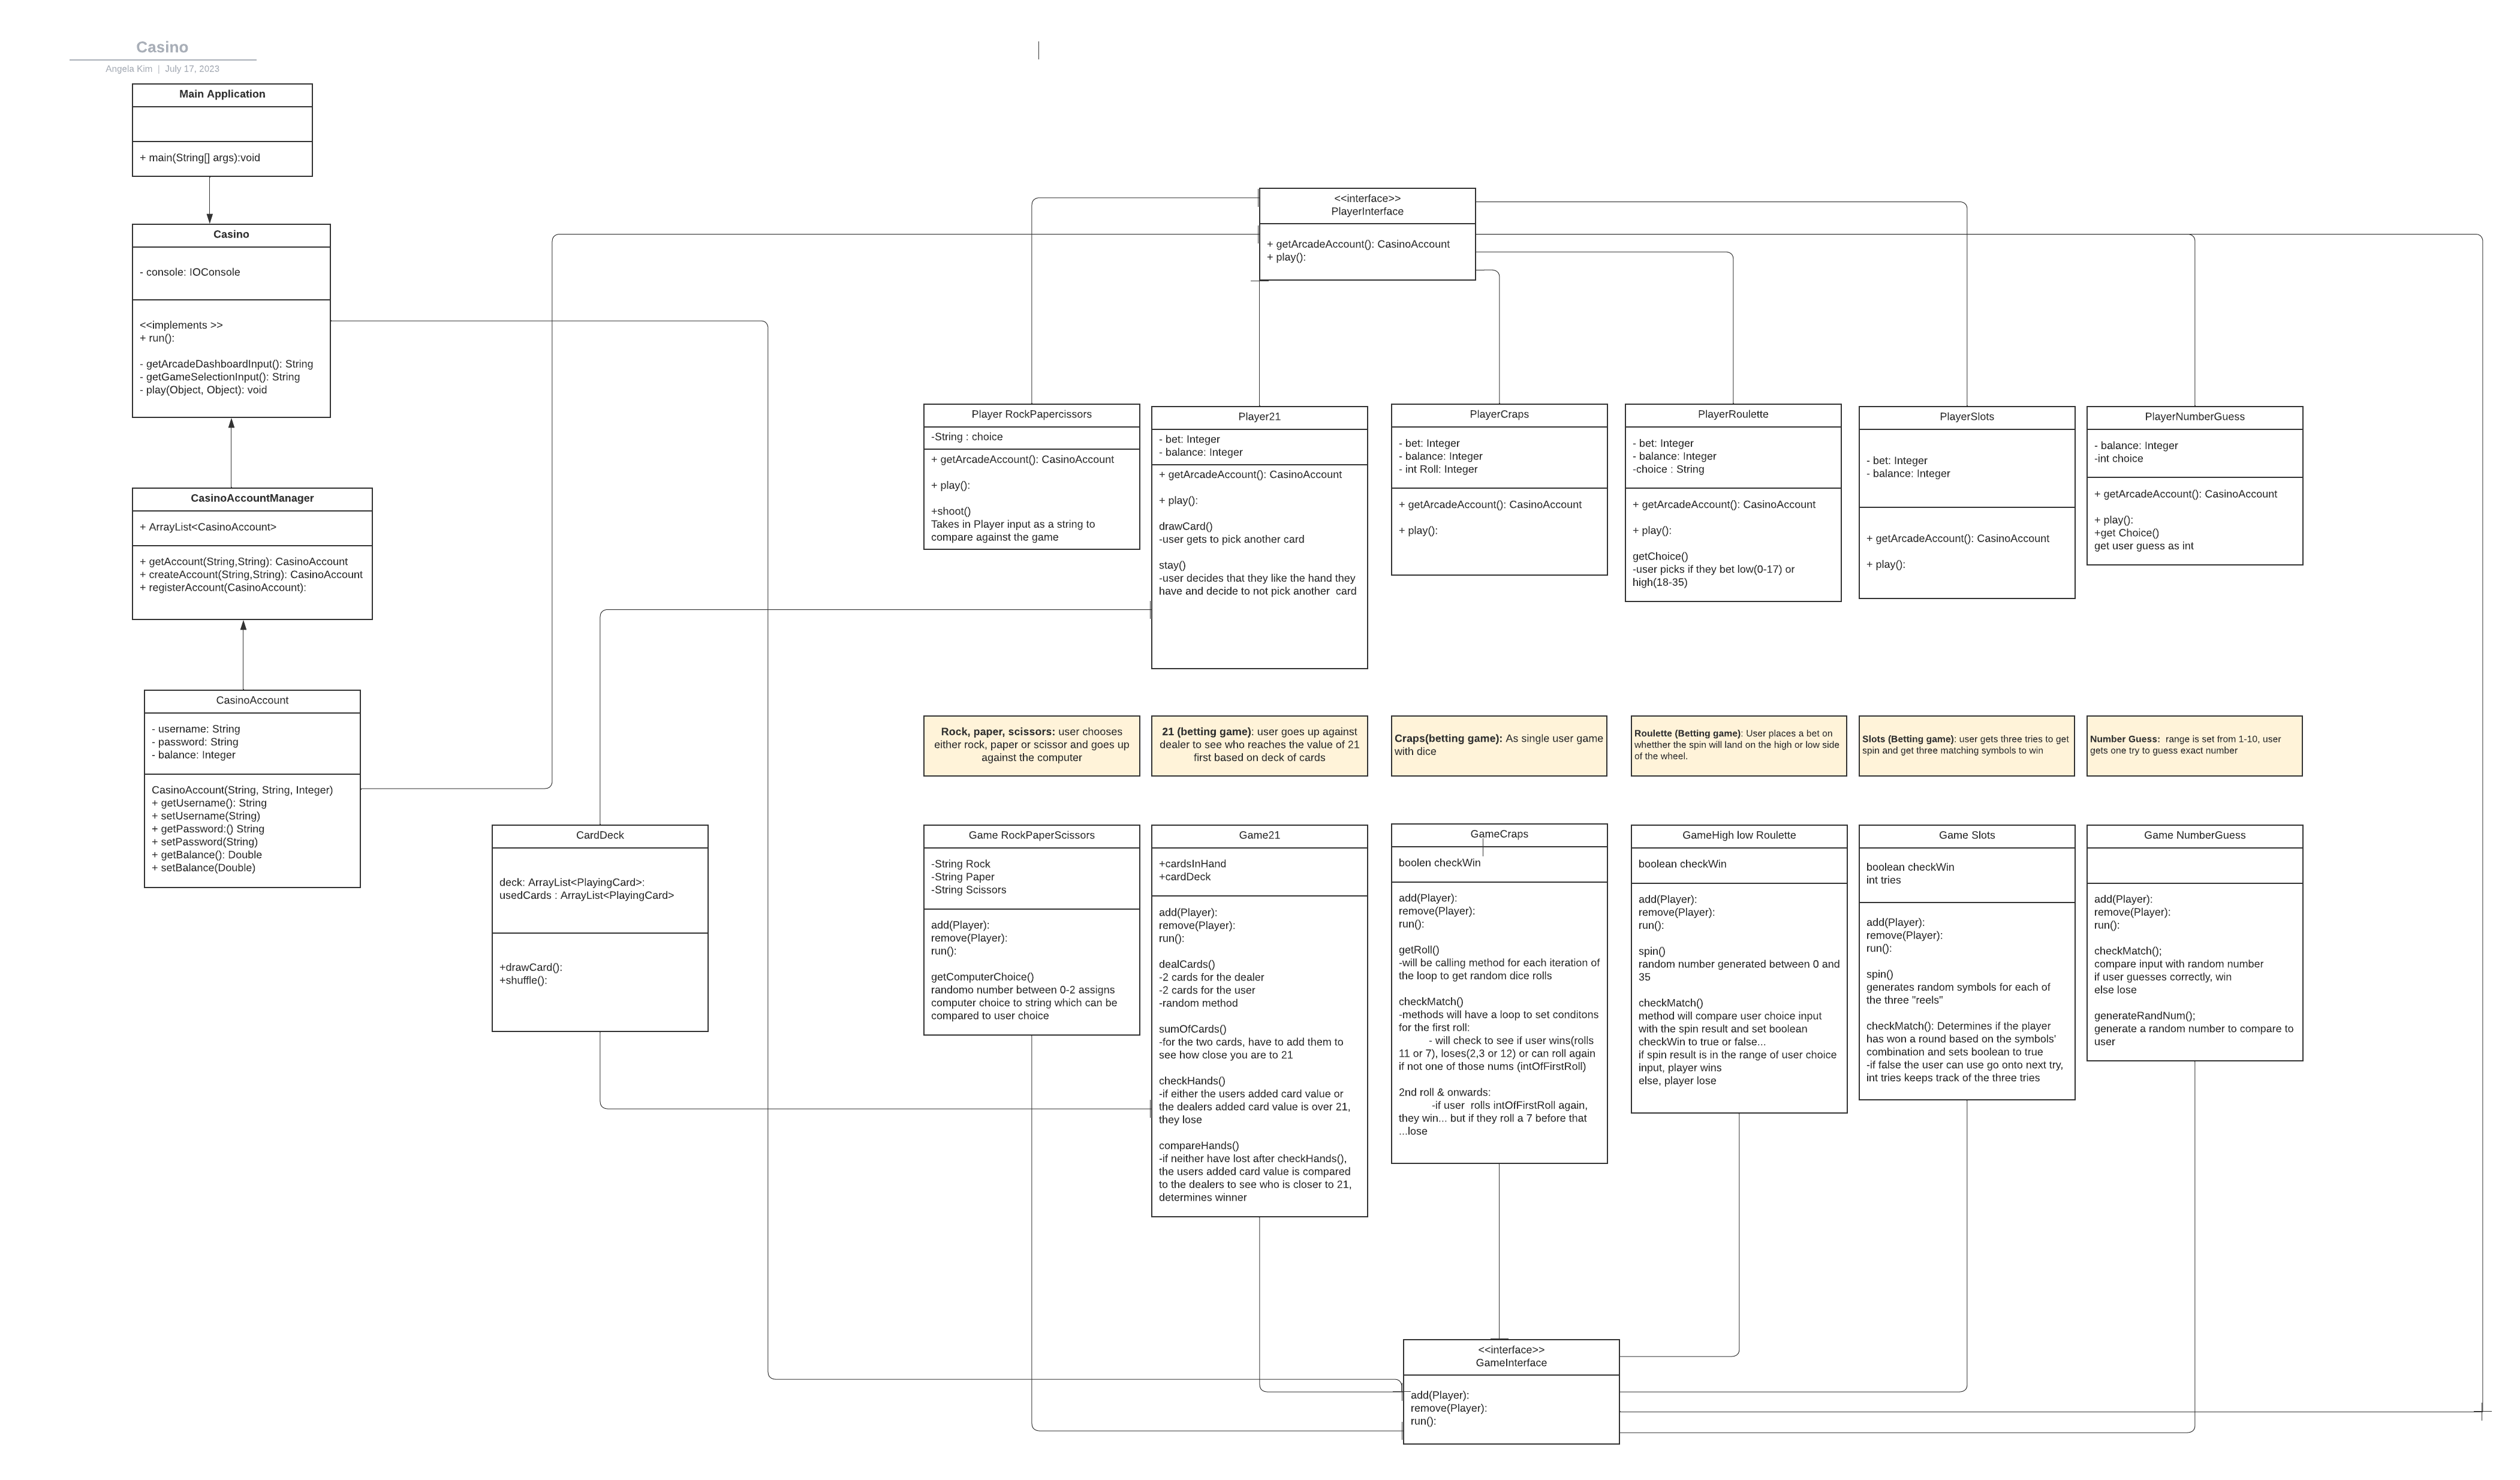 Casino
Angela Kim | July 17, 2023
Main Application
+ main(String[] args):void
Casino
- console: IOConsole
<<implements >>
+ run():
- getArcadeDashboardInput(): String
- getGameSelectionInput(): String
- play(Object, Object): void
CasinoAccountManager
+ ArrayList<CasinoAccount>
+ getAccount(String,String): CasinoAccount
+ createAccount(String,String): CasinoAccount
+ registerAccount(CasinoAccount):
CasinoAccount
- username: String
- password: String
- balance: Integer
CasinoAccount(String, String, Integer)
+ getUsername(): String
+ setUsername(String)
+ getPassword:() String
+ setPassword(String)
+ getBalance(): Double
+ setBalance(Double)
CardDeck
deck: ArrayList<PlayingCard>:
usedCards : ArrayList<PlayingCard>
+drawCard():
+shuffle():
<<interface>>
PlayerInterface
+ getArcadeAccount(): CasinoAccount
+ play():
Player RockPapercissors
-String : choice
+ getArcadeAccount(): CasinoAccount
+ play():
+shoot()
Takes in Player input as a string to
compare against the game
Player21
- bet: Integer
- balance: Integer
+ getArcadeAccount(): CasinoAccount
+ play():
drawCard()
-user gets to pick another card
stay()
-user decides that they like the hand they
have and decide to not pick another  card
PlayerCraps
- bet: Integer
- balance: Integer
- int Roll: Integer
+ getArcadeAccount(): CasinoAccount
+ play():
PlayerRoulette
- bet: Integer
- balance: Integer
-choice : String
+ getArcadeAccount(): CasinoAccount
+ play():
getChoice()
-user picks if they bet low(0-17) or
high(18-35)
PlayerSlots
- bet: Integer
- balance: Integer
+ getArcadeAccount(): CasinoAccount
+ play():
PlayerNumberGuess
- balance: Integer
-int choice
+ getArcadeAccount(): CasinoAccount
+ play():
+get Choice()
get user guess as int
Rock, paper, scissors: user chooses
either rock, paper or scissor and goes up
against the computer
21 (betting game): user goes up against
dealer to see who reaches the value of 21
first based on deck of cards
Craps(betting game): As single user game
with dice
Roulette (Betting game): User places a bet on
whetther the spin will land on the high or low side
of the wheel.
Slots (Betting game): user gets three tries to get
spin and get three matching symbols to win
Number Guess:  range is set from 1-10, user
gets one try to guess exact number
Game RockPaperScissors
-String Rock
-String Paper
-String Scissors
add(Player):
remove(Player):
run():
getComputerChoice()
randomo number between 0-2 assigns
computer choice to string which can be
compared to user choice
Game21
+cardsInHand
+cardDeck
add(Player):
remove(Player):
run():
dealCards()
-2 cards for the dealer
-2 cards for the user
-random method
sumOfCards()
-for the two cards, have to add them to
see how close you are to 21
checkHands()
-if either the users added card value or
the dealers added card value is over 21,
they lose
compareHands()
-if neither have lost after checkHands(),
the users added card value is compared
to the dealers to see who is closer to 21,
determines winner
GameCraps
boolen checkWin
add(Player):
remove(Player):
run():
getRoll()
-will be calling method for each iteration of
the loop to get random dice rolls
checkMatch()
-methods will have a loop to set conditons
for the first roll:
- will check to see if user wins(rolls
11 or 7), loses(2,3 or 12) or can roll again
if not one of those nums (intOfFirstRoll)
2nd roll & onwards:
-if user  rolls intOfFirstRoll again,
they win... but if they roll a 7 before that
...lose
GameHigh low Roulette
boolean checkWin
add(Player):
remove(Player):
run():
spin()
random number generated between 0 and
35
checkMatch()
method will compare user choice input
with the spin result and set boolean
checkWin to true or false...
if spin result is in the range of user choice
input, player wins
else, player lose
Game Slots
boolean checkWin
int tries
add(Player):
remove(Player):
run():
spin()
generates random symbols for each of
the three "reels"
checkMatch(): Determines if the player
has won a round based on the symbols'
combination and sets boolean to true
-if false the user can use go onto next try,
int tries keeps track of the three tries
Game NumberGuess
add(Player):
remove(Player):
run():
checkMatch();
compare input with random number
if user guesses correctly, win
else lose
generateRandNum();
generate a random number to compare to
user
<<interface>>
GameInterface
add(Player):
remove(Player):
run():